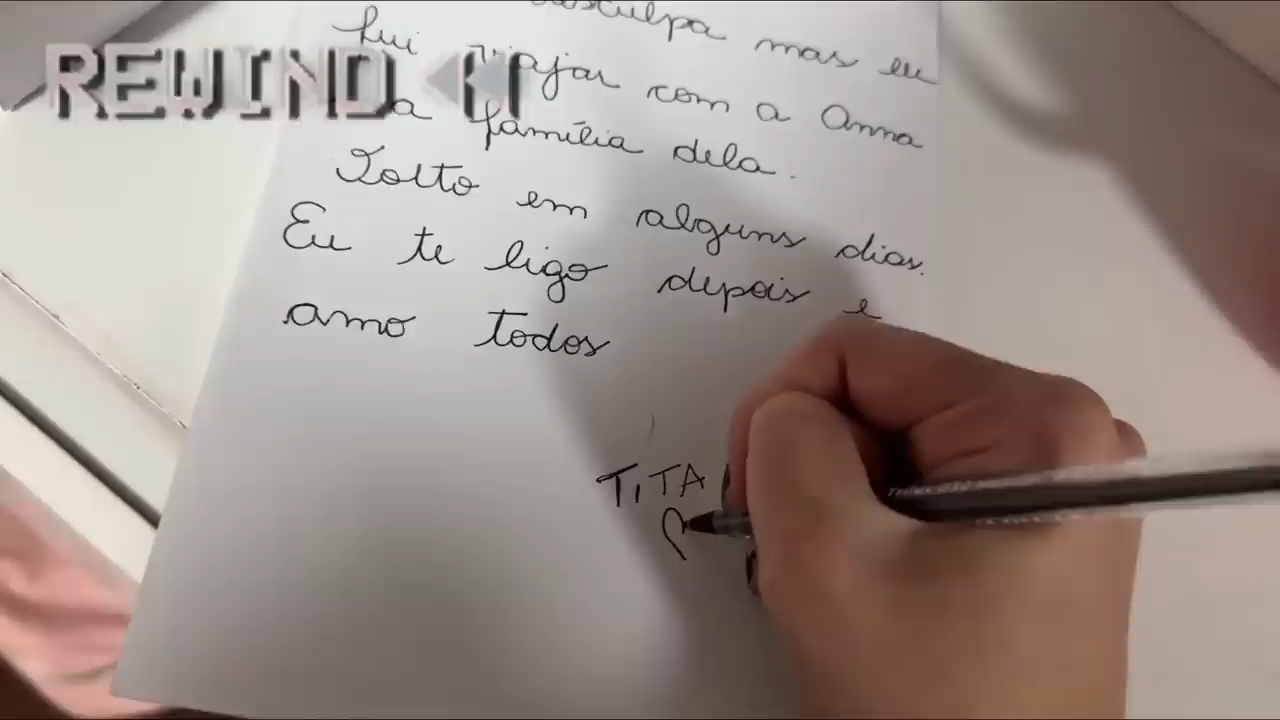 desculpa mas eu
REWIND
fui viajar com a Anna
a família dela.
Volto em alguns dias.
Eu te ligo depois e
amo todos
TITA